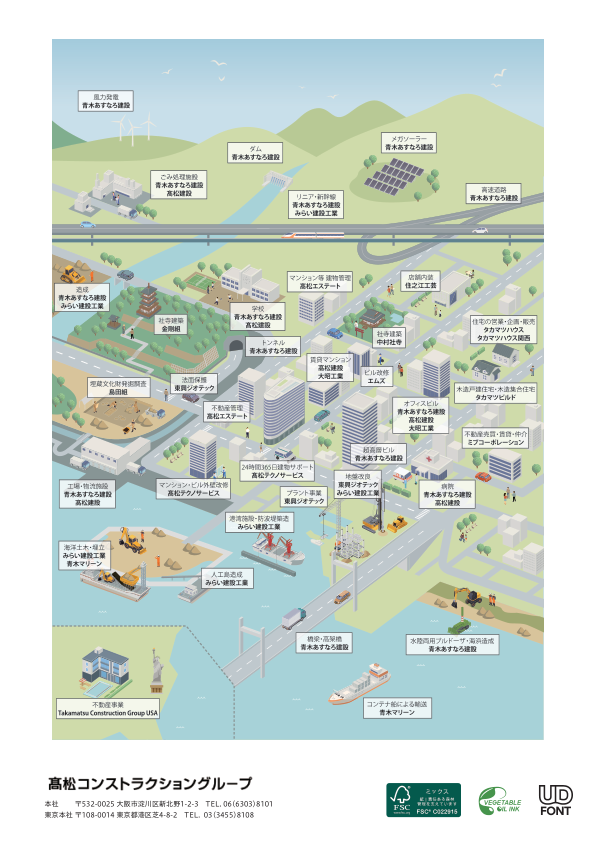 風力発電
青木あすなろ建設
ダム
青木あすなろ建設
メガソーラー
青木あすなろ建設
ごみ処理施設
青木あすなろ建設
髙松建設
リニア・新幹線
青木あすなろ建設
みらい建設工業
高速道路
青木あすなろ建設
造成
青木あすなろ建設
みらい建設工業
マンション等 建物管理
髙松エステート
店舗内装
住之江工芸
社寺建築
金剛組
学校
青木あすなろ建設
髙松建設
トンネル
青木あすなろ建設
社寺建築
中村社寺
住宅の営業・企画・販売
タカマツハウス
タカマツハウス関西
賃貸マンション
髙松建設
大昭工業
ビル改修
エムズ
埋蔵文化財発掘調査
島田組
法面保護
東興ジオテック
木造戸建住宅・木造集合住宅
タカマツビルド
不動産管理
髙松エステート
オフィスビル
青木あすなろ建設
髙松建設
大昭工業
不動産売買・賃貸・仲介
ミブコーポレーション
超高層ビル
青木あすなろ建設
24時間365日建物サポート
髙松テクノサービス
工場・物流施設
青木あすなろ建設
髙松建設
マンション・ビル外壁改修
髙松テクノサービス
地盤改良
東興ジオテック
みらい建設工業
病院
青木あすなろ建設
髙松建設
プラント事業
東興ジオテック
港湾施設・防波堤築造
みらい建設工業
海洋土木・埋立
みらい建設工業
青木マリーン
人工島造成
みらい建設工業
橋梁・高架橋
青木あすなろ建設
水陸両用ブルドーザ・海浜造成
青木あすなろ建設
不動産事業
Takamatsu Construction Group USA
コンテナ船による輸送
青木マリーン
髙松コンストラクショングループ
本社 〒532-0025 大阪市淀川区新北野1-2-3 TEL. 06(6303)8101
東京本社 〒108-0014 東京都港区芝4-8-2 TEL. 03(3455)8108
FSC
www.fsc.org
ミックス
責任ある木質資源を
使用した紙
FSC® C022915
VEGETABLE
OIL INK
UD
FONT